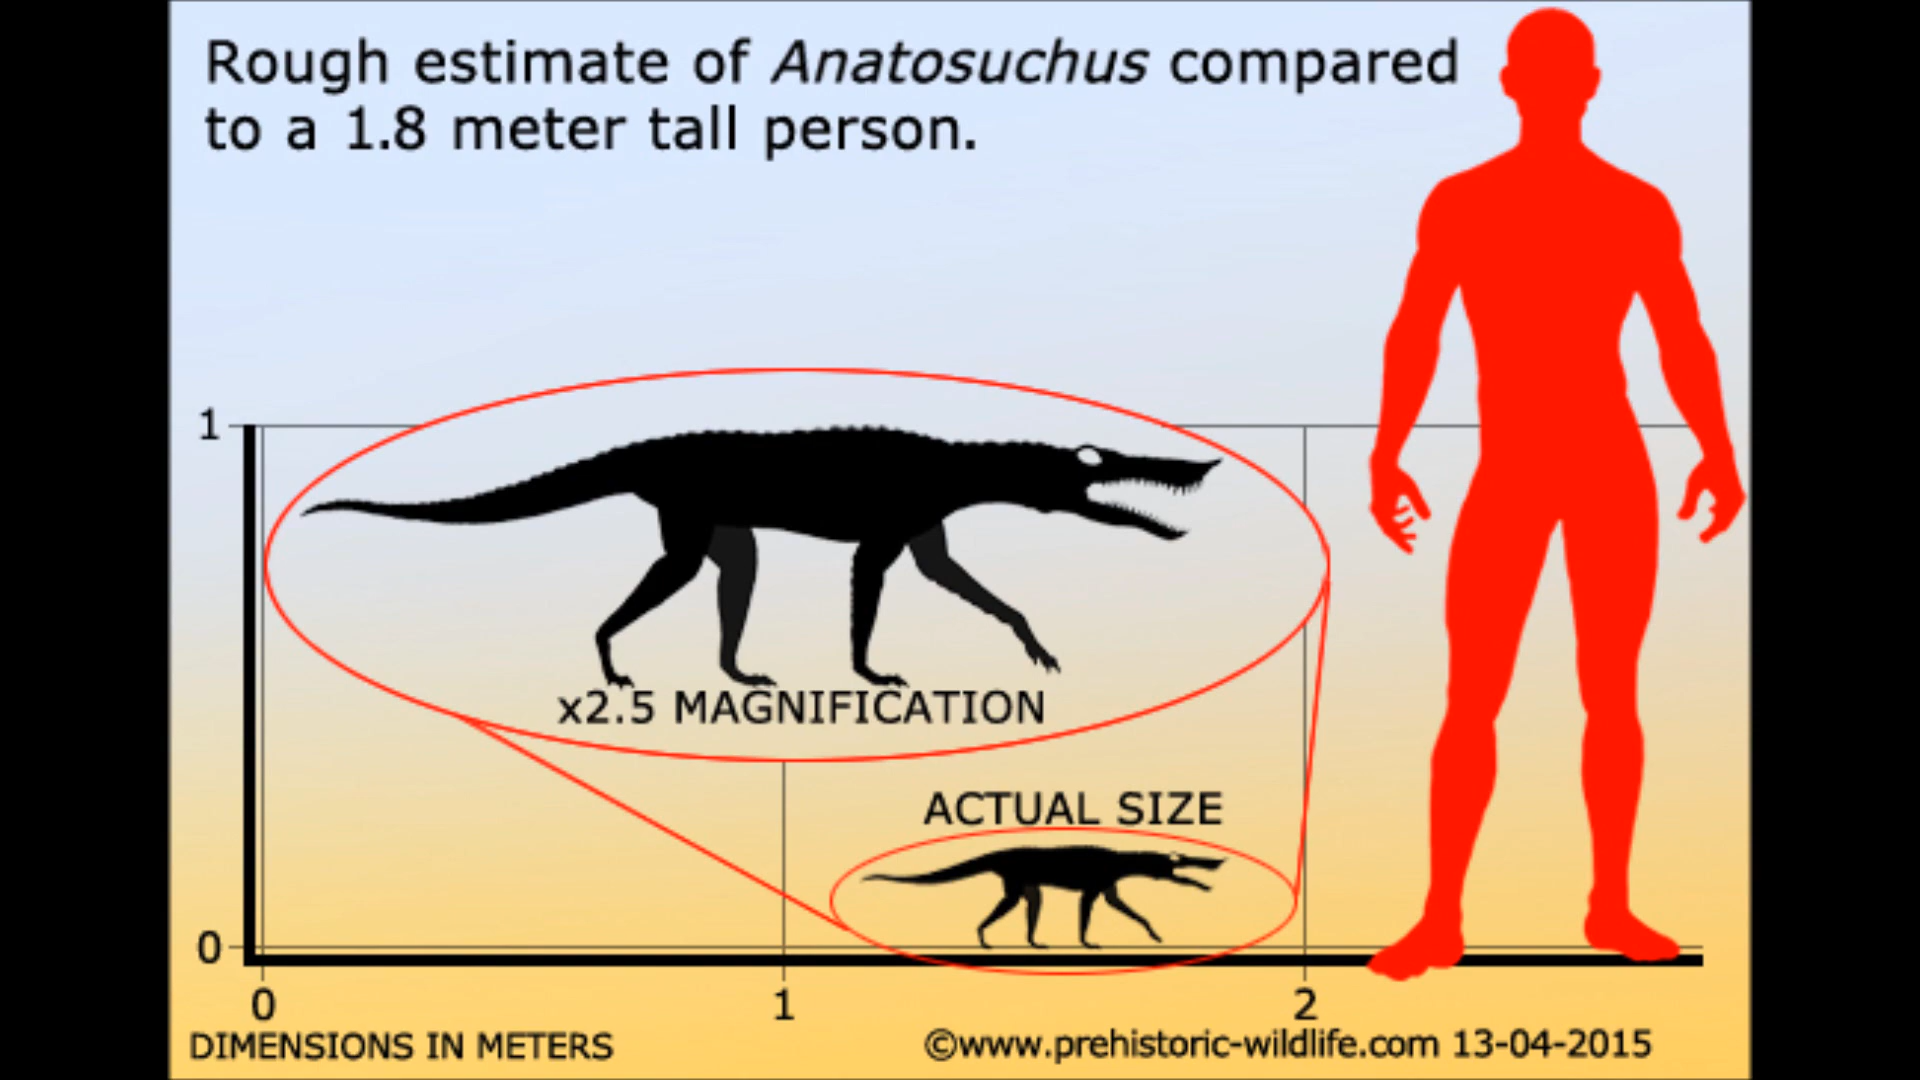 Rough estimate of Anatosuchus compared
to a 1.8 meter tall person.
1
x2.5 MAGNIFICATION
ACTUAL SIZE
0
0 1 2
DIMENSIONS IN METERS
©www.prehistoric-wildlife.com 13-04-2015